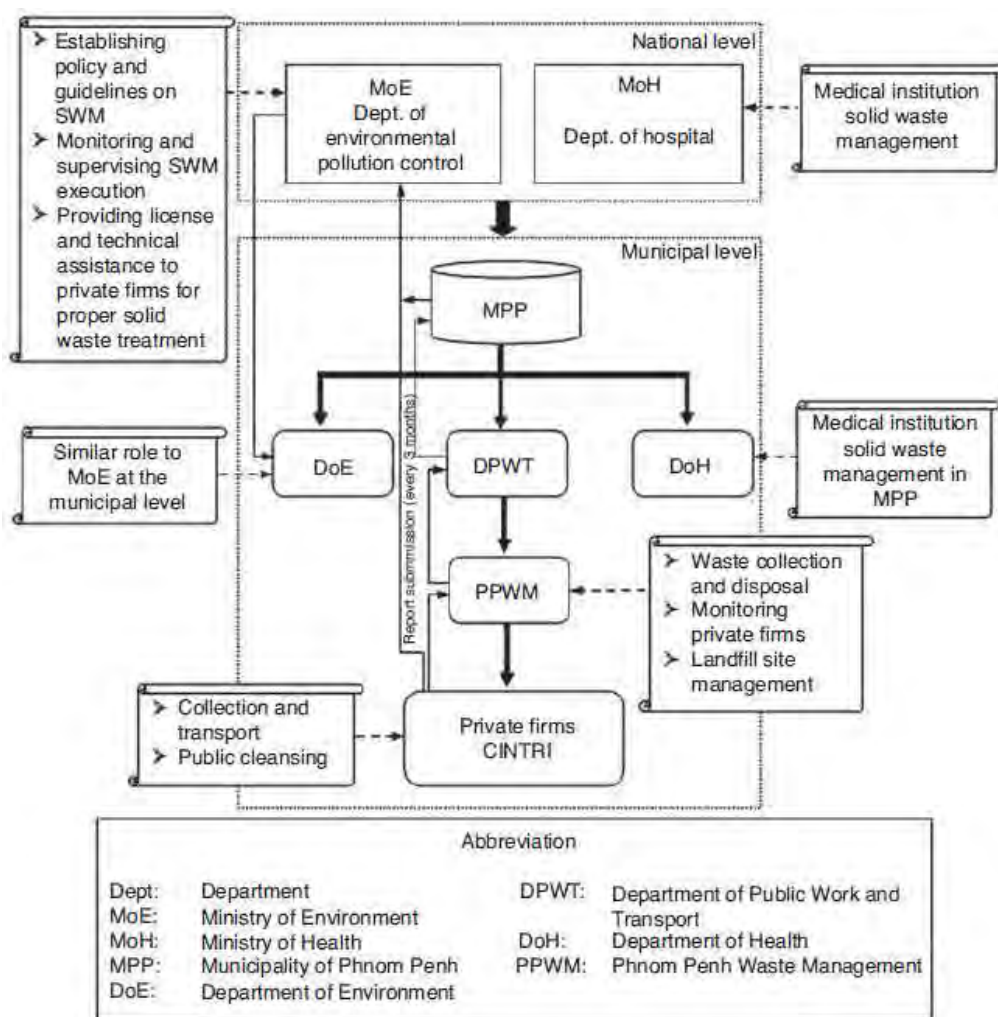 National level
➢ Establishing
policy and
guidelines on
SWM
➢ Monitoring and
supervising SWM
execution
➢ Providing license
and technical
assistance to
private firms for
proper solid
waste treatment
MoE
Dept. of
environmental
pollution control
MoH
Dept. of hospital
Medical institution
solid waste
management
Municipal level
MPP
Report submission (every 3 months)
Similar role to
MoE at the
municipal level
DoE
DPWT
DoH
Medical institution
solid waste
management in
MPP
PPWM
➢ Waste collection
and disposal
➢ Monitoring
private firms
➢ Landfill site
management
➢ Collection and
transport
➢ Public cleansing
Private firms
CINTRI
Abbreviation
Dept: Department
MoE: Ministry of Environment
MoH: Ministry of Health
MPP: Municipality of Phnom Penh
DoE: Department of Environment
DPWT: Department of Public Work and
Transport
DoH: Department of Health
PPWM: Phnom Penh Waste Management